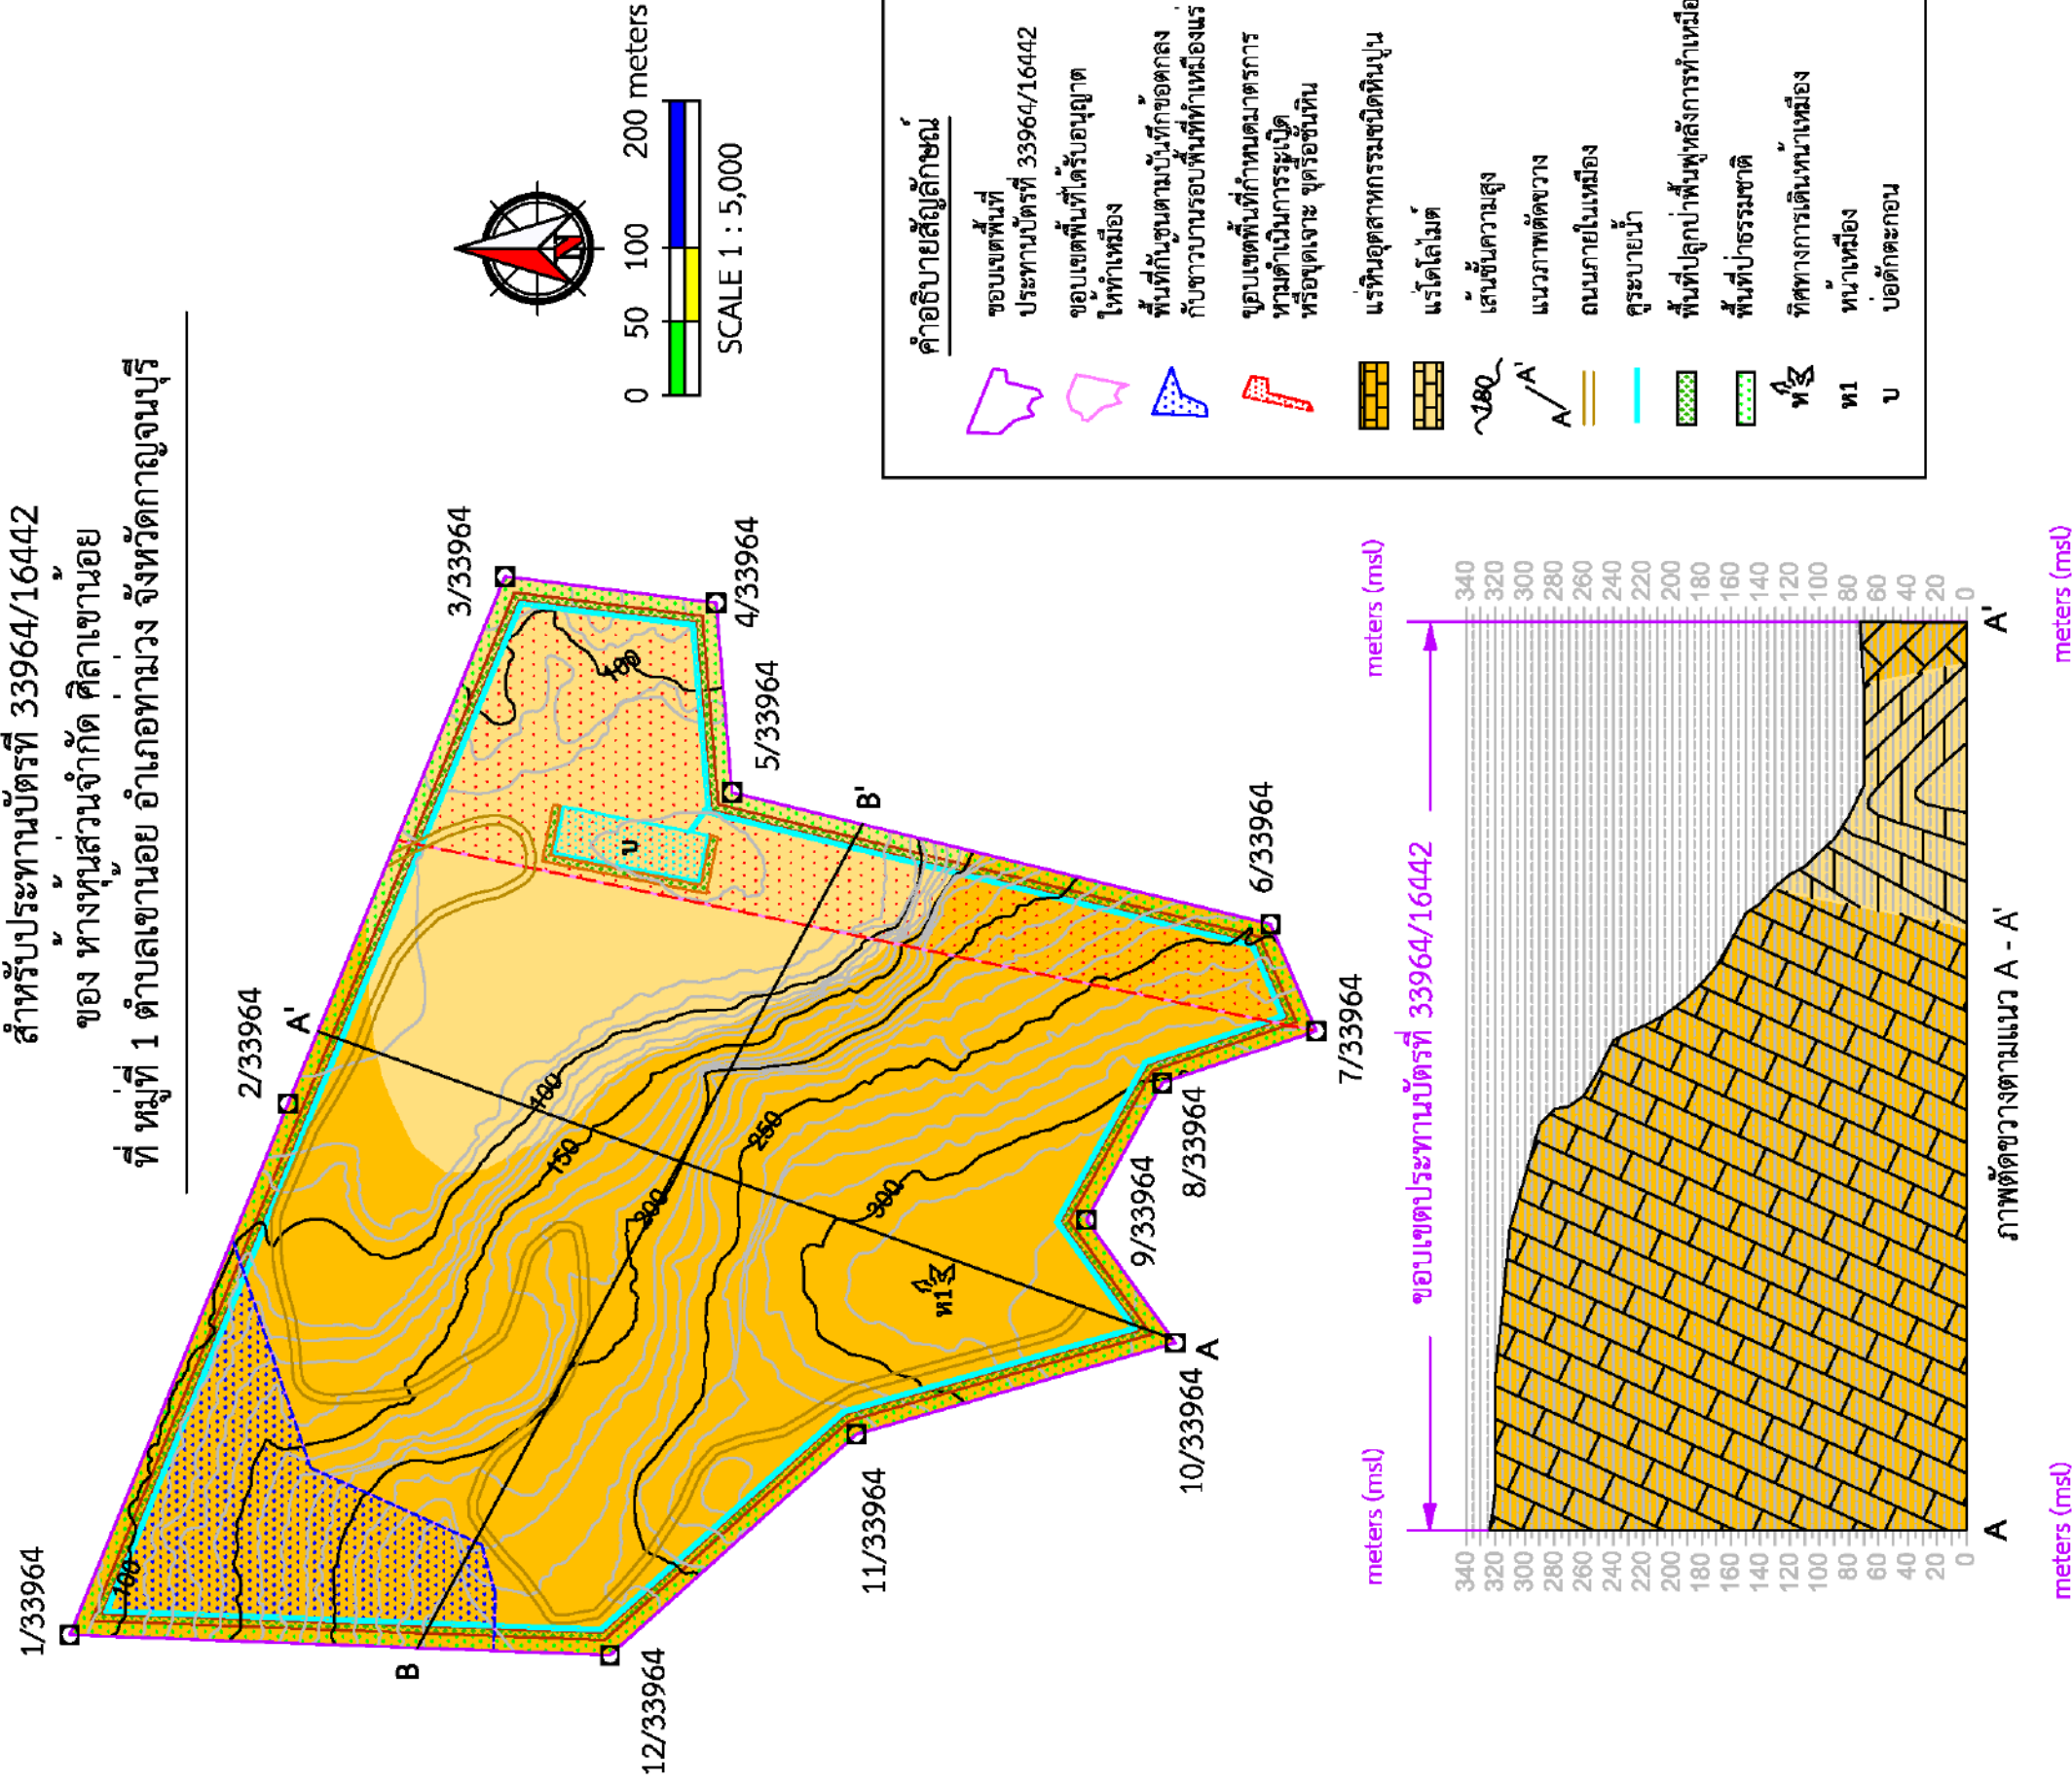 สำหรับประทานบัตรที่ 33964/16442
ของ ห้างหุ้นส่วนจำกัด ศิลาเขาน้อย
ที่ หมู่ที่ 1 ตำบลเขาน้อย อำเภอท่าม่วง จังหวัดกาญจนบุรี
N
0 50 100 200 meters
SCALE 1 : 5,000
1/33964
2/33964
3/33964
4/33964
5/33964
6/33964
7/33964
8/33964
9/33964
10/33964
11/33964
12/33964
A
A'
B
B'
100
100
100
150
200
250
300
ห1
บ
คำอธิบายสัญลักษณ์
ขอบเขตพื้นที่
ประทานบัตรที่ 33964/16442
ขอบเขตพื้นที่ได้รับอนุญาต
ให้ทำเหมือง
พื้นที่กันชนตามบันทึกข้อตกลง
กับชาวบ้านรอบพื้นที่ทำเหมืองแร่
ขอบเขตพื้นที่กำหนดมาตรการ
ห้ามดำเนินการระเบิด
หรือขุดเจาะ ขุดรื้อชั้นหิน
แร่หินอุตสาหกรรมชนิดหินปูน
แร่โดโลไมต์
180 เส้นชั้นความสูง
A A' แนวภาพตัดขวาง
ถนนภายในเหมือง
คูระบายน้ำ
พื้นที่ปลูกป่าฟื้นฟูหลังการทำเหมือง
พื้นที่ป่าธรรมชาติ
ห ทิศทางการเดินหน้าเหมือง
ห1 หน้าเหมือง
บ บ่อดักตะกอน
meters (msl)
ขอบเขตประทานบัตรที่ 33964/16442
meters (msl)
340 340
320 320
300 300
280 280
260 260
240 240
220 220
200 200
180 180
160 160
140 140
120 120
100 100
80 80
60 60
40 40
20 20
0 0
A A'
ภาพตัดขวางตามแนว A - A'
meters (msl) meters (msl)